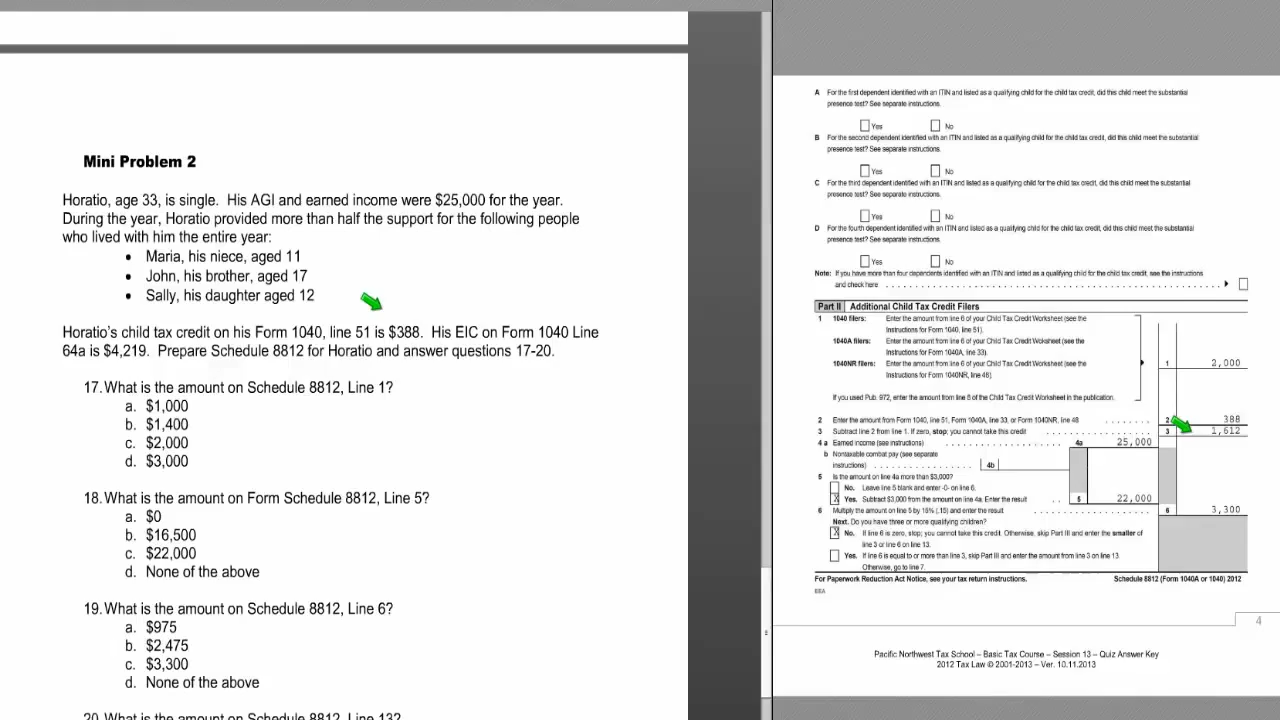 Mini Problem 2
Horatio, age 33, is single. His AGI and earned income were $25,000 for the year.
During the year, Horatio provided more than half the support for the following people
who lived with him the entire year:
• Maria, his niece, aged 11
• John, his brother, aged 17
• Sally, his daughter aged 12
Horatio's child tax credit on his Form 1040, line 51 is $388. His EIC on Form 1040 Line
64a is $4,219. Prepare Schedule 8812 for Horatio and answer questions 17-20.
17. What is the amount on Schedule 8812, Line 1?
a. $1,000
b. $1,400
c. $2,000
d. $3,000
18. What is the amount on Form Schedule 8812, Line 5?
a. $0
b. $16,500
c. $22,000
d. None of the above
19. What is the amount on Schedule 8812, Line 6?
a. $975
b. $2,475
c. $3,300
d. None of the above
20. What is the amount on Schedule 8812, Line 13?
A For the first dependent identified with an ITIN and listed as a qualifying child for the child tax credit, did this child meet the substantial
presence test? See separate instructions.
Yes No
B For the second dependent identified with an ITIN and listed as a qualifying child for the child tax credit, did this child meet the substantial
presence test? See separate instructions.
Yes No
C For the third dependent identified with an ITIN and listed as a qualifying child for the child tax credit, did this child meet the substantial
presence test? See separate instructions.
Yes No
D For the fourth dependent identified with an ITIN and listed as a qualifying child for the child tax credit, did this child meet the substantial
presence test? See separate instructions.
Yes No
Note: If you have more than four dependents identified with an ITIN and listed as a qualifying child for the child tax credit, see the instructions
and check here
Part II Additional Child Tax Credit Filers
1 1040 filers: Enter the amount from line 6 of your Child Tax Credit Worksheet (see the
Instructions for Form 1040, line 51).
1040A filers: Enter the amount from line 6 of your Child Tax Credit Worksheet (see the
Instructions for Form 1040A, line 33).
1040NR filers: Enter the amount from line 6 of your Child Tax Credit Worksheet (see the 1 2,000
Instructions for Form 1040NR, line 48).
If you used Pub. 972, enter the amount from line 8 of the Child Tax Credit Worksheet in the publication.
2 Enter the amount from Form 1040, line 51, Form 1040A, line 33, or Form 1040NR, line 48 2 388
3 Subtract line 2 from line 1. If zero, stop; you cannot take this credit 3 1,612
4 a Earned income (see instructions) 4a 25,000
b Nontaxable combat pay (see separate
instructions) 4b
5 Is the amount on line 4a more than $3,000?
No. Leave line 5 blank and enter -0- on line 6.
X Yes. Subtract $3,000 from the amount on line 4a. Enter the result 5 22,000
6 Multiply the amount on line 5 by 15% (.15) and enter the result 6 3,300
Next. Do you have three or more qualifying children?
X No. If line 6 is zero, stop; you cannot take this credit. Otherwise, skip Part III and enter the smaller of
line 3 or line 6 on line 13.
Yes. If line 6 is equal to or more than line 3, skip Part III and enter the amount from line 3 on line 13.
Otherwise, go to line 7.
For Paperwork Reduction Act Notice, see your tax return instructions. Schedule 8812 (Form 1040A or 1040) 2012
4
Pacific Northwest Tax School – Basic Tax Course – Session 13 – Quiz Answer Key
2012 Tax Law © 2001-2013 – Ver. 10.11.2013